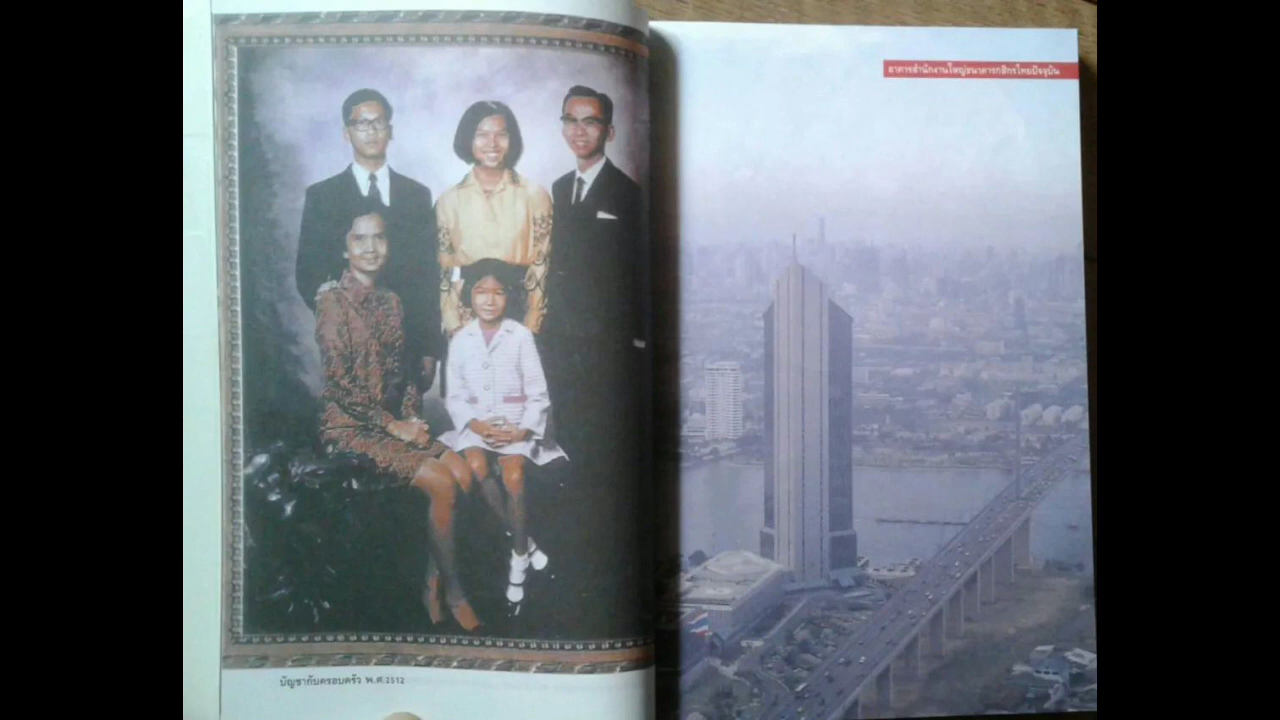 บัญชากับครอบครัว พ.ศ.2512
อาคารสำนักงานใหญ่ธนาคารกสิกรไทยปัจจุบัน